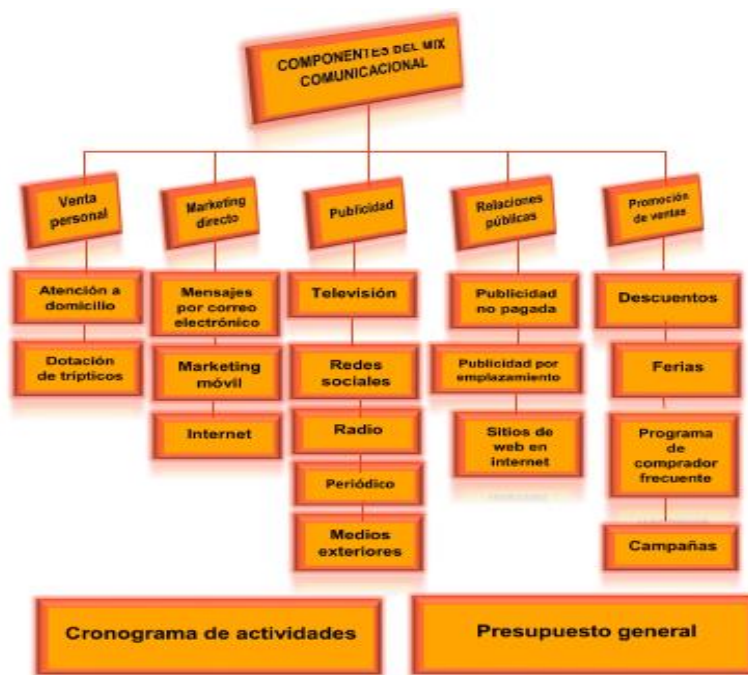 COMPONENTES DEL MIX
COMUNICACIONAL
Venta
personal
Marketing
directo
Publicidad
Relaciones
públicas
Promoción
de ventas
Atención a
domicilio
Dotación
de trípticos
Mensajes
por correo
electrónico
Marketing
móvil
Internet
Televisión
Redes
sociales
Radio
Periódico
Medios
exteriores
Publicidad
no pagada
Publicidad por
emplazamiento
Sitios de
web en
internet
Descuentos
Ferias
Programa
de
comprador
frecuente
Campañas
Cronograma de actividades
Presupuesto general